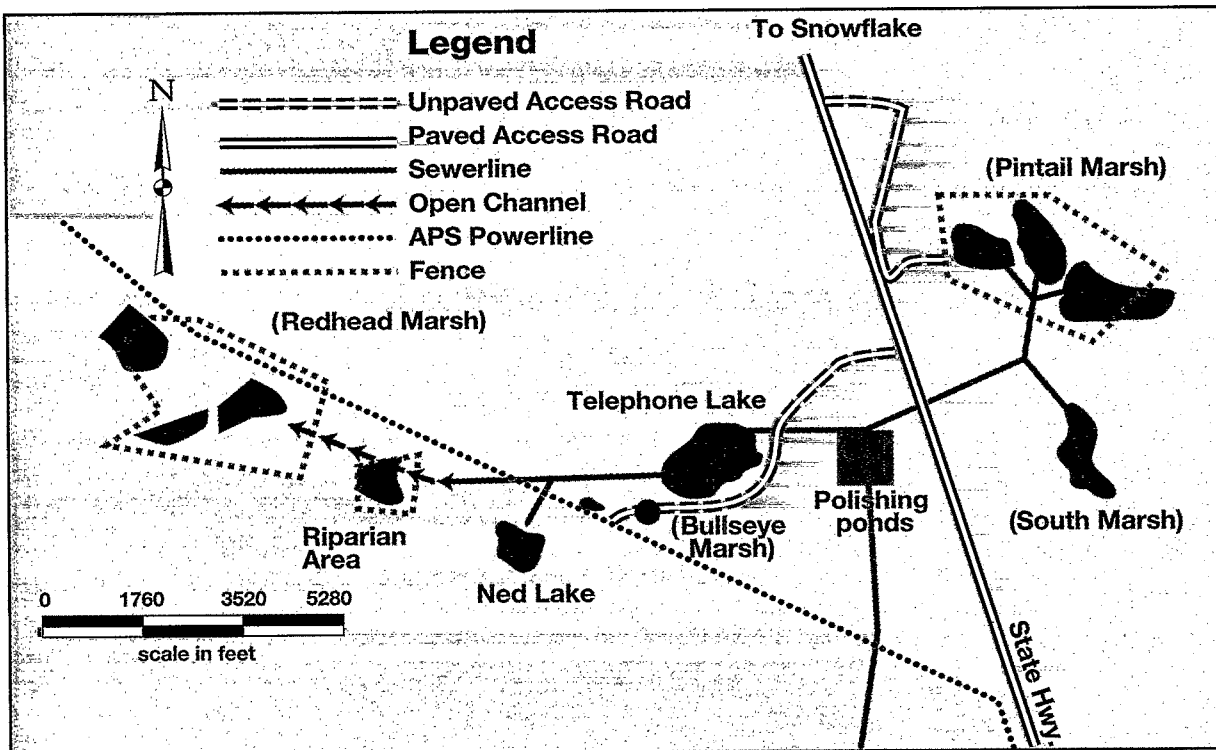 Legend
N
Unpaved Access Road
Paved Access Road
Sewerline
Open Channel
APS Powerline
Fence
To Snowflake
(Pintail Marsh)
(Redhead Marsh)
Telephone Lake
Polishing
ponds
(South Marsh)
(Bullseye
Marsh)
Riparian
Area
Ned Lake
0 1760 3520 5280
scale in feet
State Hwy.